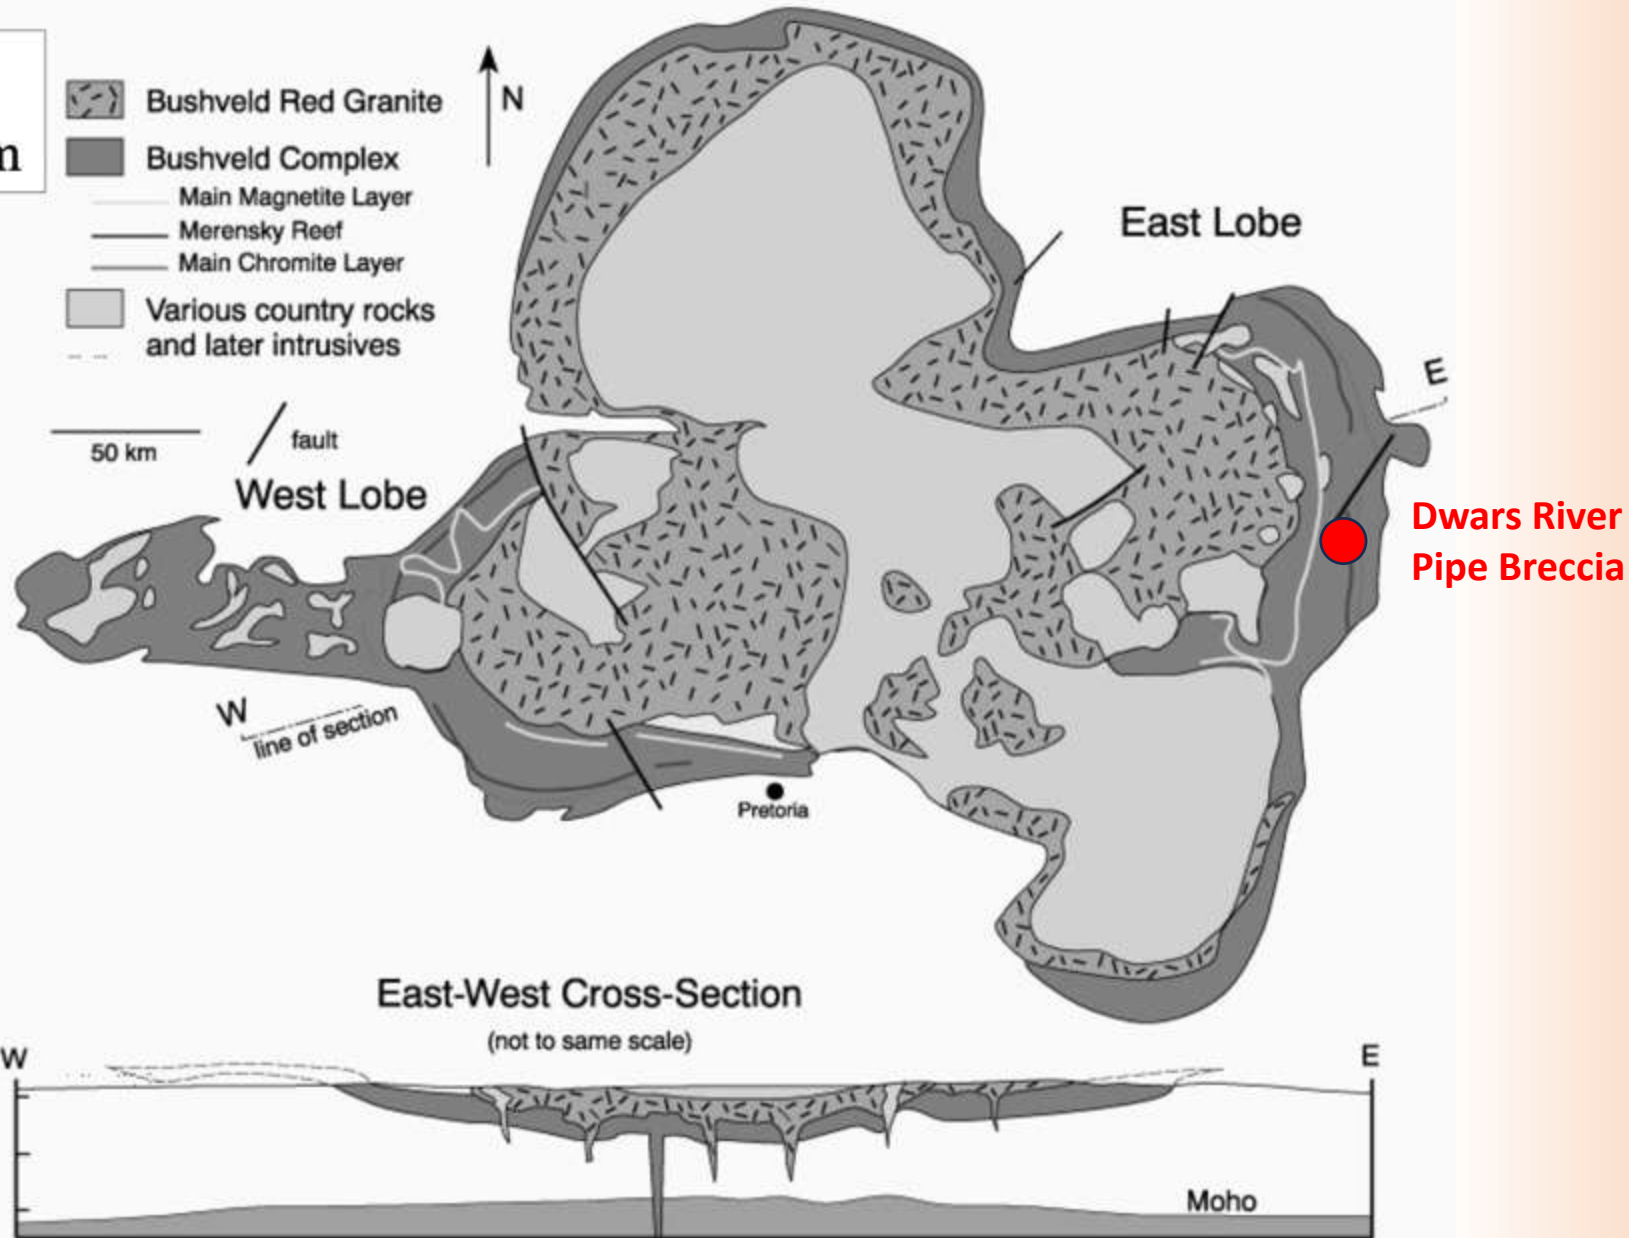 m
Bushveld Red Granite
Bushveld Complex
Main Magnetite Layer
Merensky Reef
Main Chromite Layer
Various country rocks
and later intrusives
N
fault
50 km
West Lobe
East Lobe
E
Dwars River
Pipe Breccia
W
line of section
Pretoria
East-West Cross-Section
(not to same scale)
W
E
Moho